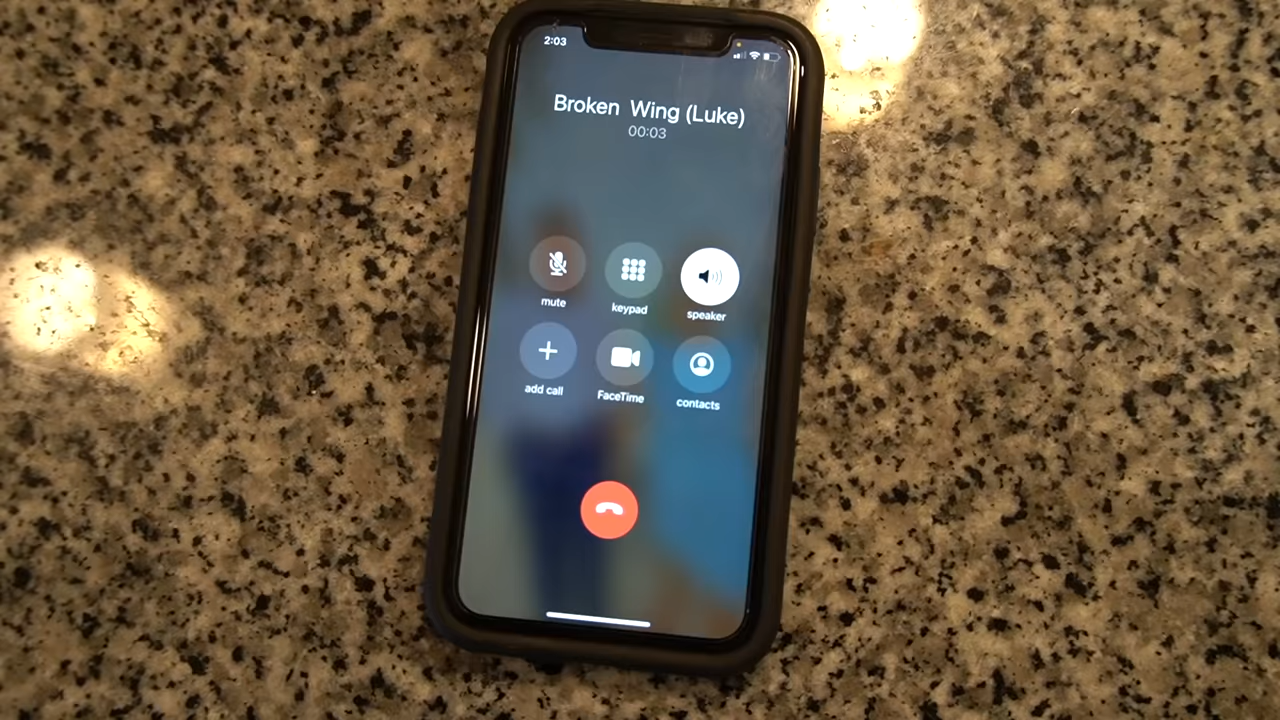 2:03
Broken Wing (Luke)
00:03
mute
keypad
speaker
add call
FaceTime
contacts